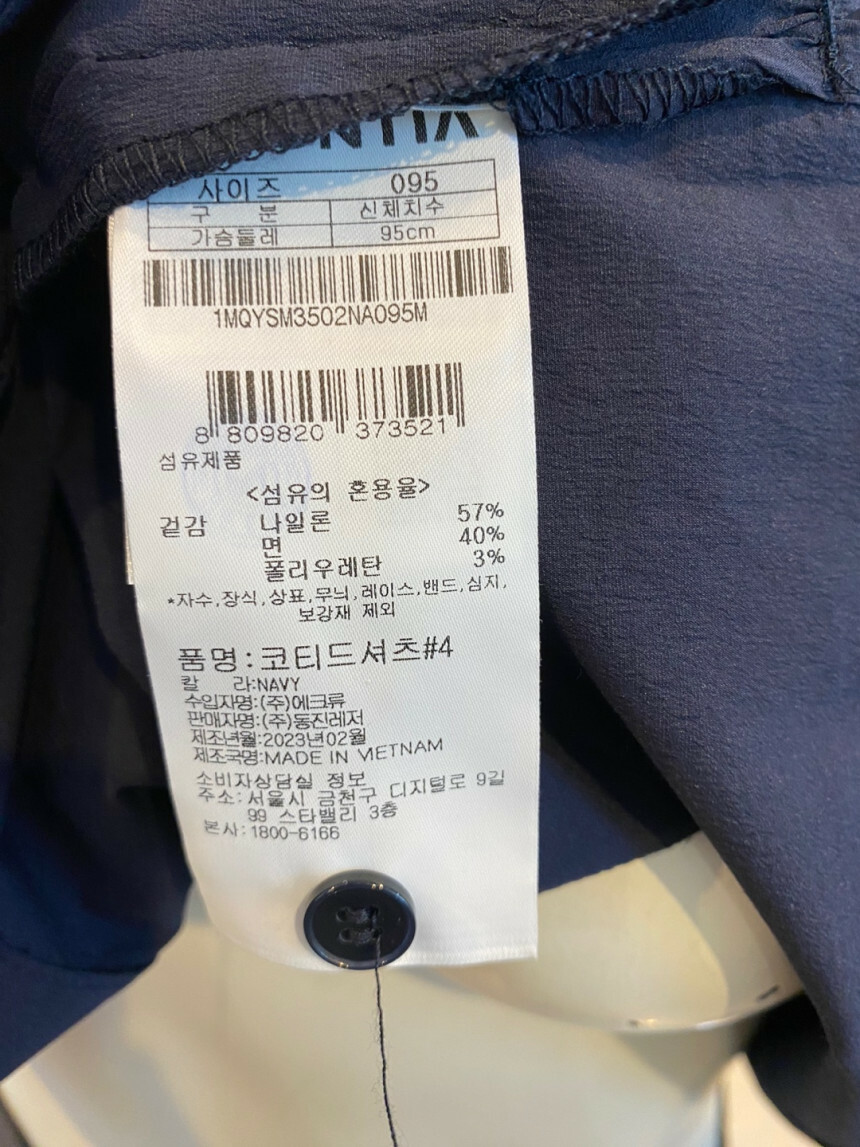 사이즈 095
구 분 신체치수
가슴둘레 95cm
1MQYSM3502NA095M
8 809820 373521
섬유제품
<섬유의 혼용율>
겉감 나일론 57%
면 40%
폴리우레탄 3%
*자수,장식,상표,무늬,레이스,밴드,심지,
보강재 제외
품명:코티드셔츠#4
칼 라:NAVY
수입자명:(주)에크류
판매자명:(주)동진레저
제조년월:2023년02월
제조국명:MADE IN VIETNAM
소비자상담실 정보
주소:서울시 금천구 디지털로 9길
99 스타밸리 3층
본사:1800-6166